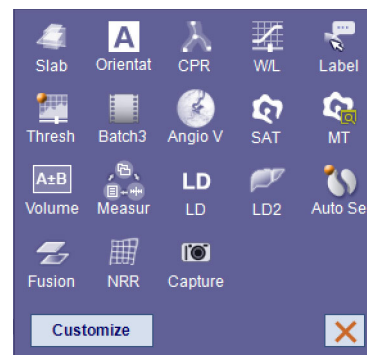 A
Slab Orientat CPR W/L Label
Thresh Batch3 Angio V SAT MT
A±B LD
Volume Measur LD LD2 Auto Se
Fusion NRR Capture
Customize